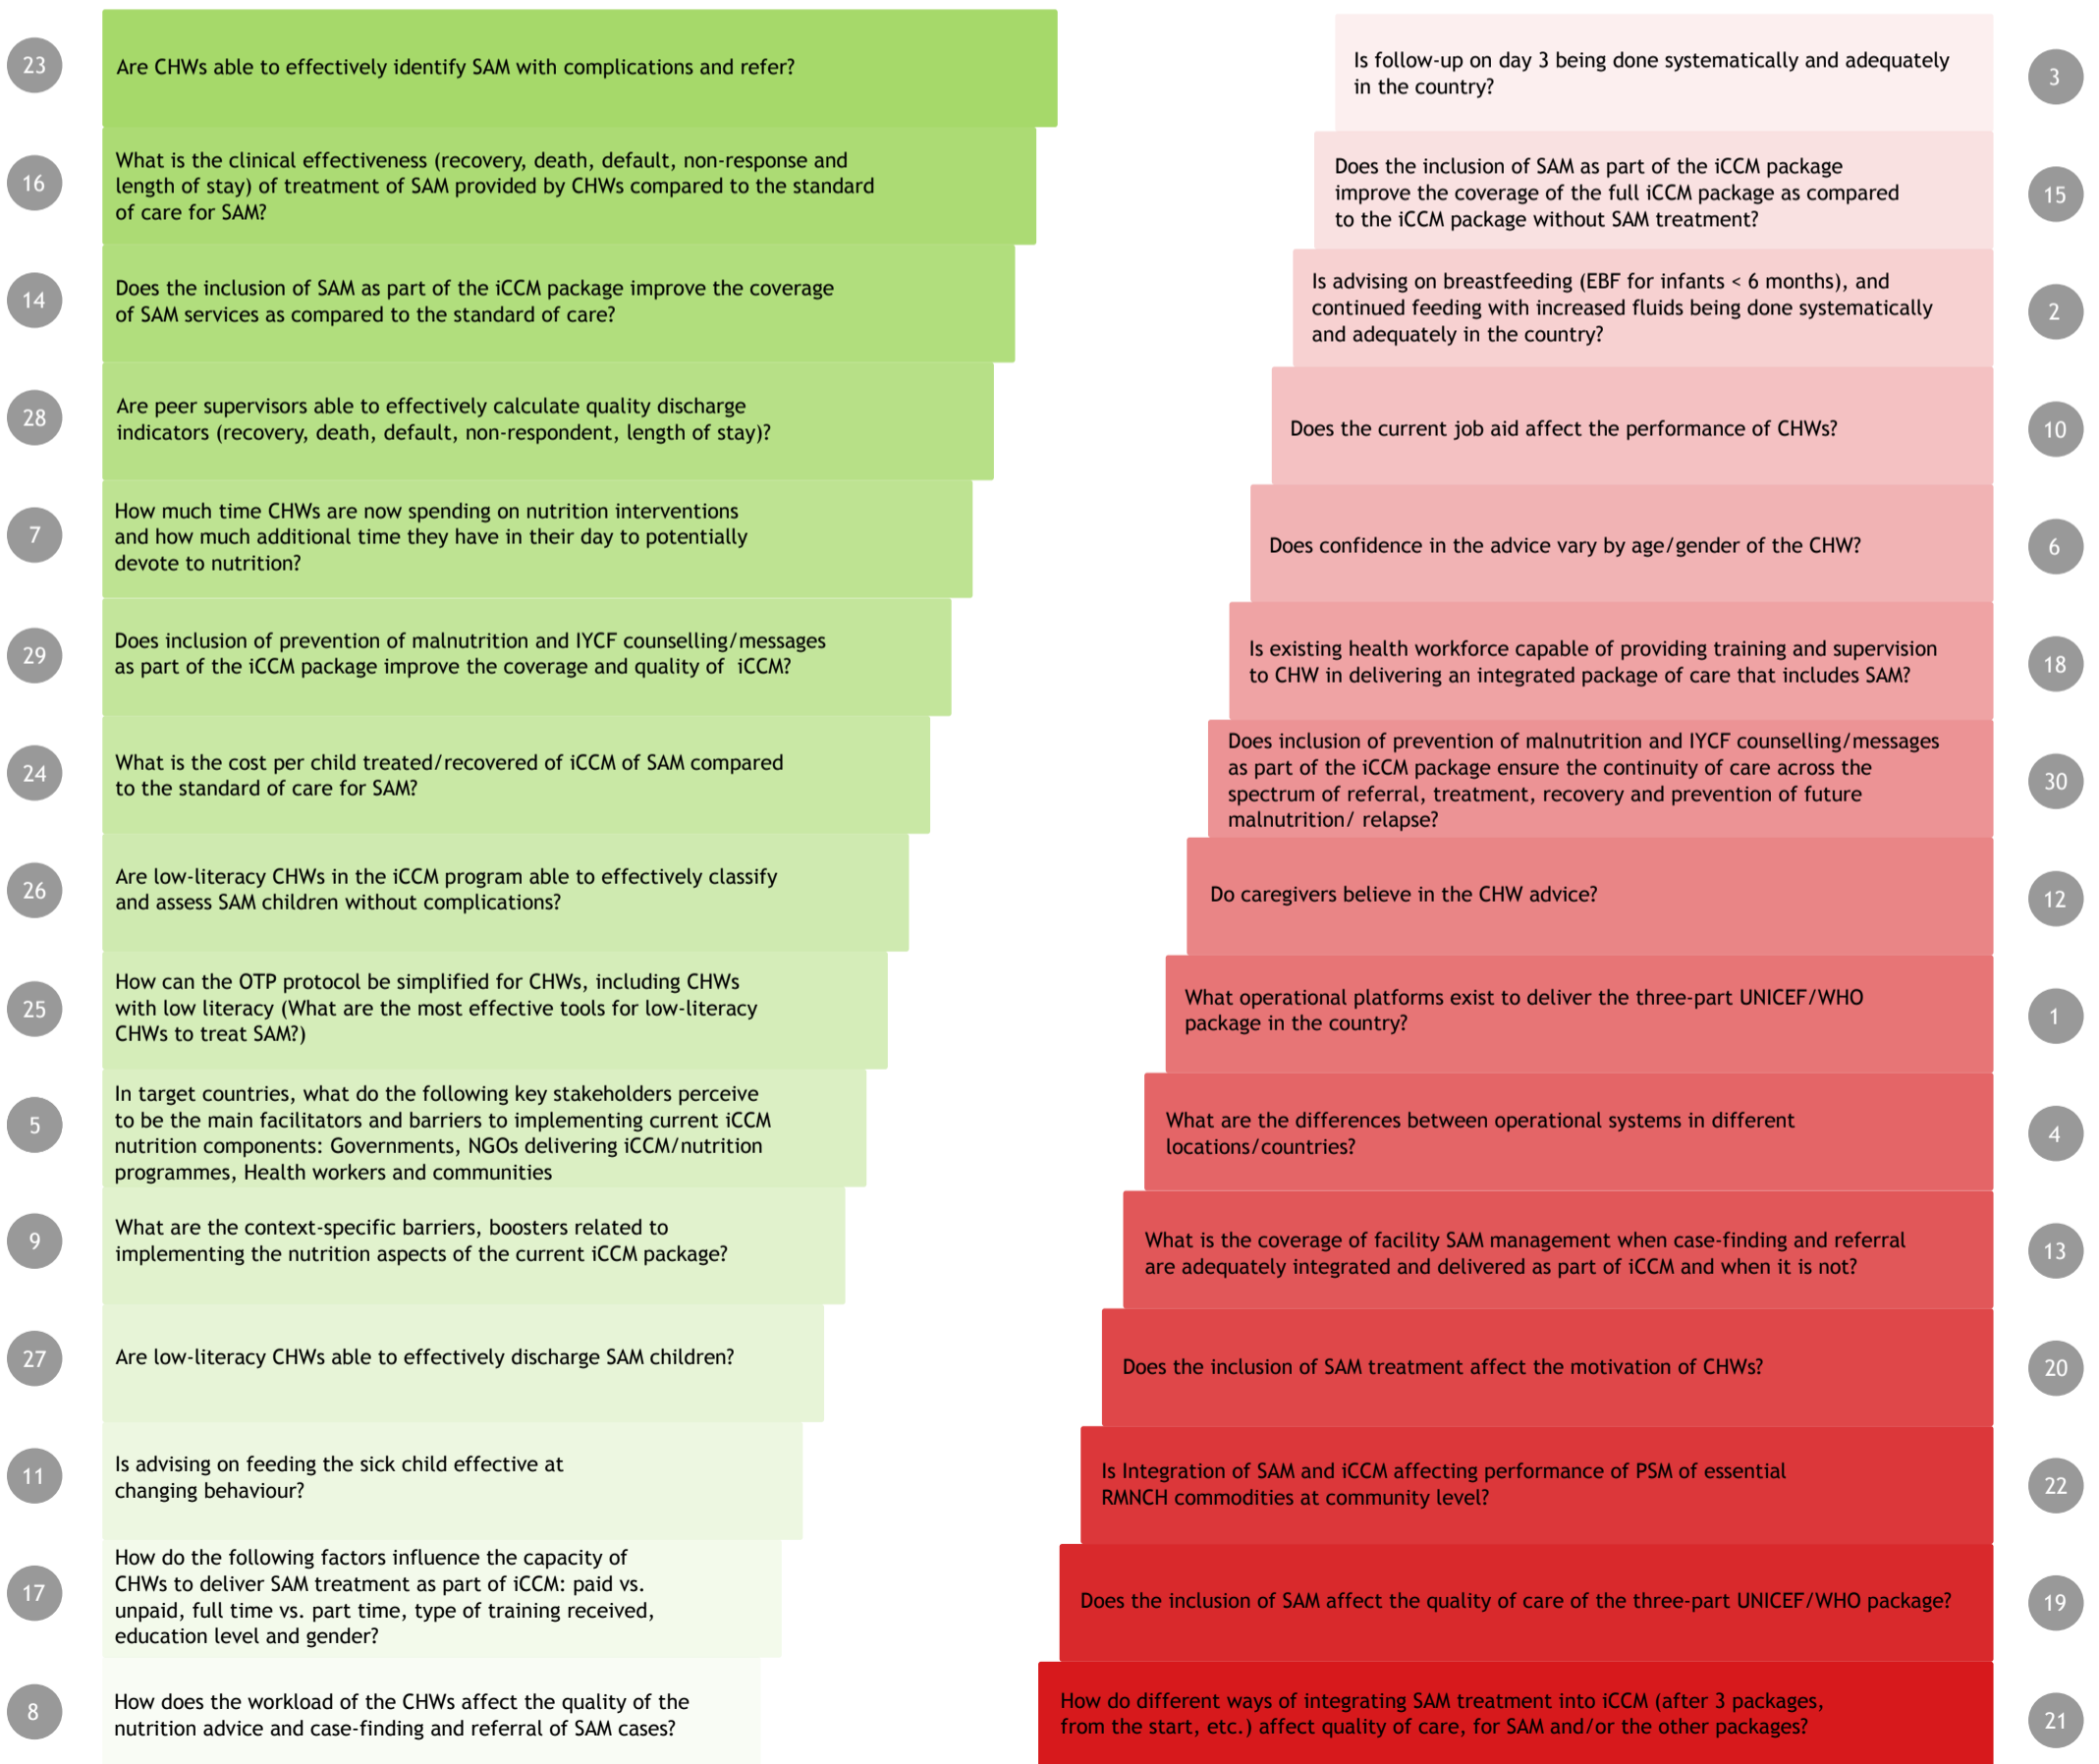 23
Are CHWs able to effectively identify SAM with complications and refer?
16
What is the clinical effectiveness (recovery, death, default, non-response and
length of stay) of treatment of SAM provided by CHWs compared to the standard
of care for SAM?
14
Does the inclusion of SAM as part of the iCCM package improve the coverage
of SAM services as compared to the standard of care?
28
Are peer supervisors able to effectively calculate quality discharge
indicators (recovery, death, default, non-respondent, length of stay)?
7
How much time CHWs are now spending on nutrition interventions
and how much additional time they have in their day to potentially
devote to nutrition?
29
Does inclusion of prevention of malnutrition and IYCF counselling/messages
as part of the iCCM package improve the coverage and quality of  iCCM?
24
What is the cost per child treated/recovered of iCCM of SAM compared
to the standard of care for SAM?
26
Are low-literacy CHWs in the iCCM program able to effectively classify
and assess SAM children without complications?
25
How can the OTP protocol be simplified for CHWs, including CHWs
with low literacy (What are the most effective tools for low-literacy
CHWs to treat SAM?)
5
In target countries, what do the following key stakeholders perceive
to be the main facilitators and barriers to implementing current iCCM
nutrition components: Governments, NGOs delivering iCCM/nutrition
programmes, Health workers and communities
9
What are the context-specific barriers, boosters related to
implementing the nutrition aspects of the current iCCM package?
27
Are low-literacy CHWs able to effectively discharge SAM children?
11
Is advising on feeding the sick child effective at
changing behaviour?
17
How do the following factors influence the capacity of
CHWs to deliver SAM treatment as part of iCCM: paid vs.
unpaid, full time vs. part time, type of training received,
education level and gender?
8
How does the workload of the CHWs affect the quality of the
nutrition advice and case-finding and referral of SAM cases?
Is follow-up on day 3 being done systematically and adequately
in the country?
3
Does the inclusion of SAM as part of the iCCM package
improve the coverage of the full iCCM package as compared
to the iCCM package without SAM treatment?
15
Is advising on breastfeeding (EBF for infants < 6 months), and
continued feeding with increased fluids being done systematically
and adequately in the country?
2
Does the current job aid affect the performance of CHWs?
10
Does confidence in the advice vary by age/gender of the CHW?
6
Is existing health workforce capable of providing training and supervision
to CHW in delivering an integrated package of care that includes SAM?
18
Does inclusion of prevention of malnutrition and IYCF counselling/messages
as part of the iCCM package ensure the continuity of care across the
spectrum of referral, treatment, recovery and prevention of future
malnutrition/ relapse?
30
Do caregivers believe in the CHW advice?
12
What operational platforms exist to deliver the three-part UNICEF/WHO
package in the country?
1
What are the differences between operational systems in different
locations/countries?
4
What is the coverage of facility SAM management when case-finding and referral
are adequately integrated and delivered as part of iCCM and when it is not?
13
Does the inclusion of SAM treatment affect the motivation of CHWs?
20
Is Integration of SAM and iCCM affecting performance of PSM of essential
RMNCH commodities at community level?
22
Does the inclusion of SAM affect the quality of care of the three-part UNICEF/WHO package?
19
How do different ways of integrating SAM treatment into iCCM (after 3 packages,
from the start, etc.) affect quality of care, for SAM and/or the other packages?
21